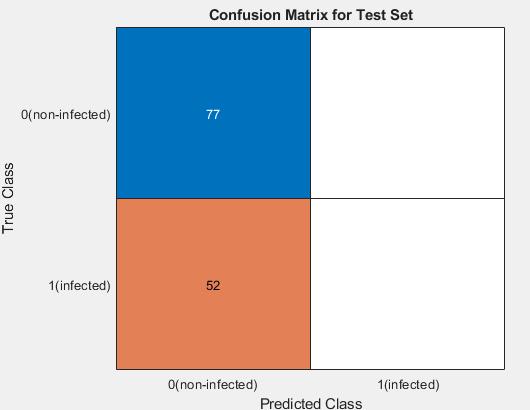 Confusion Matrix for Test Set
True Class
0(non-infected)
77
1(infected)
52
0(non-infected) 1(infected)
Predicted Class